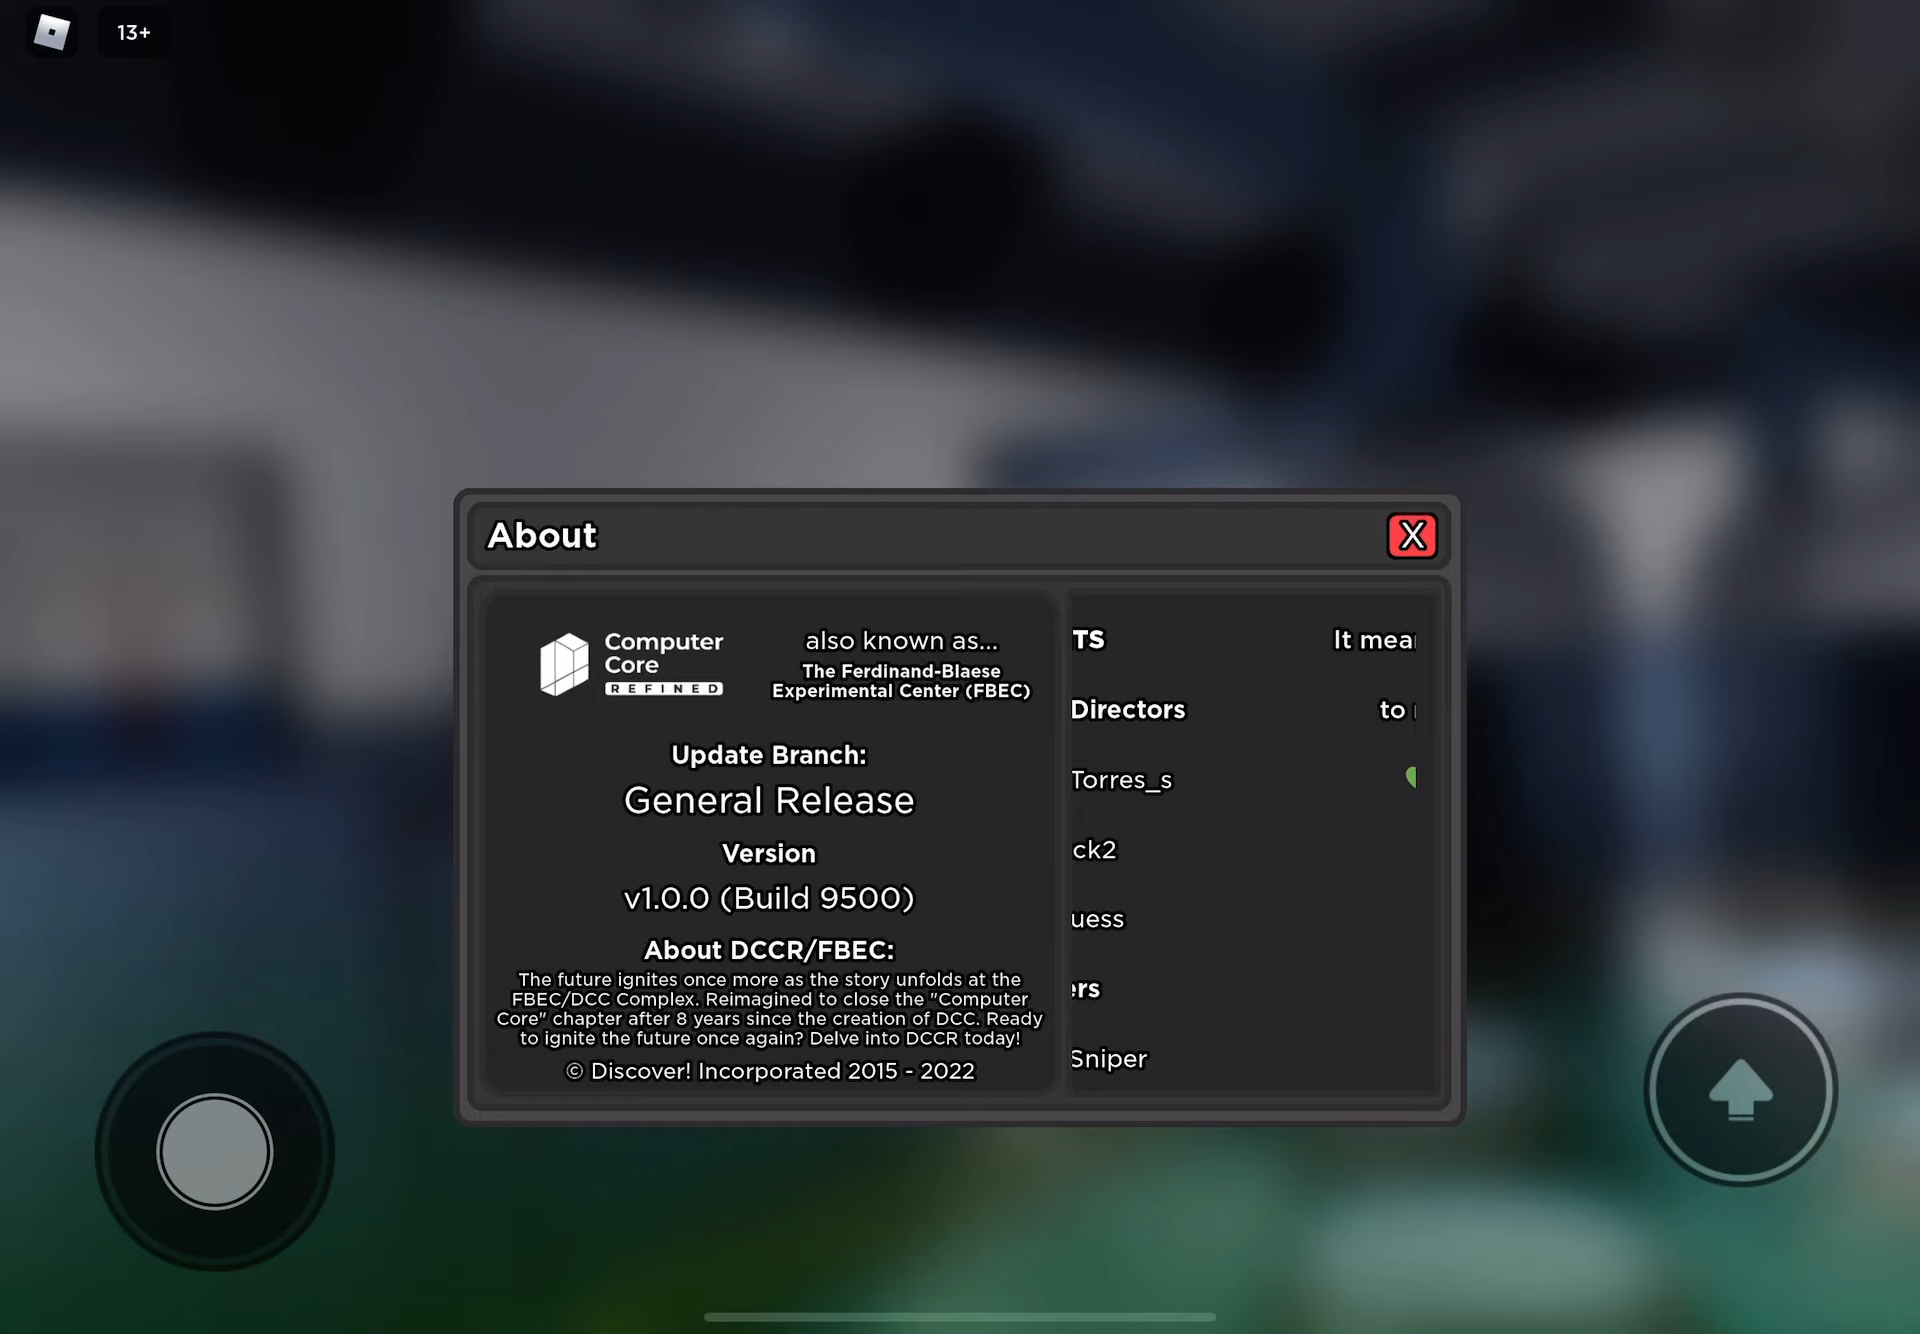 13+
About
X
Computer
Core
REFINED
also known as...
The Ferdinand-Blaese
Experimental Center (FBEC)
Update Branch:
General Release
Version
v1.0.0 (Build 9500)
About DCCR/FBEC:
The future ignites once more as the story unfolds at the
FBEC/DCC Complex. Reimagined to close the "Computer
Core" chapter after 8 years since the creation of DCC. Ready
to ignite the future once again? Delve into DCCR today!
© Discover! Incorporated 2015 - 2022
TS
It mea
Directors
to
Torres_s
ck2
uess
ers
Sniper